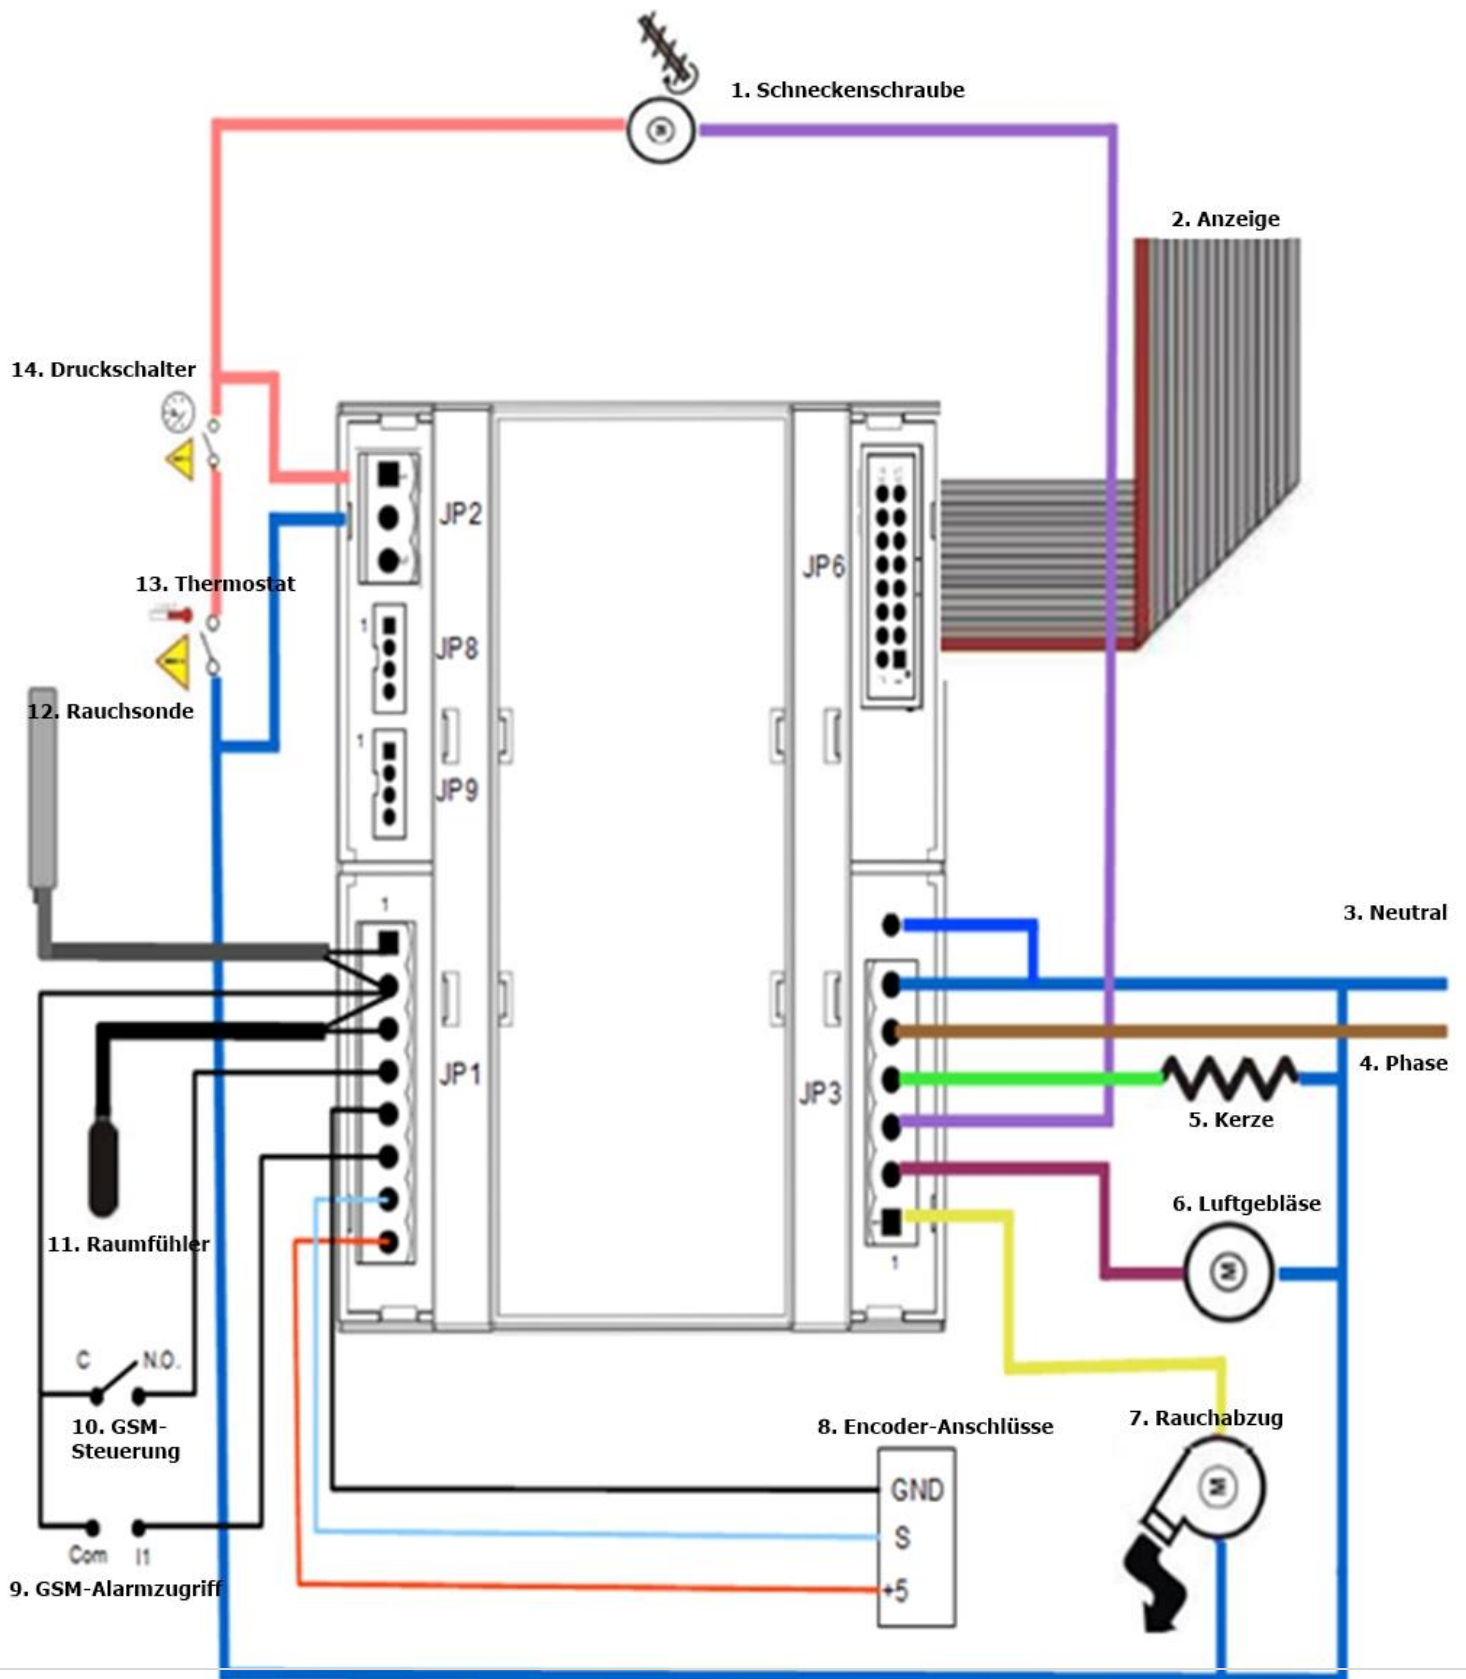 1. Schneckenschraube
2. Anzeige
14. Druckschalter
JP2
JP6
13. Thermostat
1
JP8
12. Rauchsonde
1
JP9
1
3. Neutral
4. Phase
JP1
JP3
5. Kerze
6. Luftgebläse
M
11. Raumfühler
1
C
N.O.
10. GSM-
Steuerung
8. Encoder-Anschlüsse
7. Rauchabzug
M
GND
S
+5
Com
I1
9. GSM-Alarmzugriff